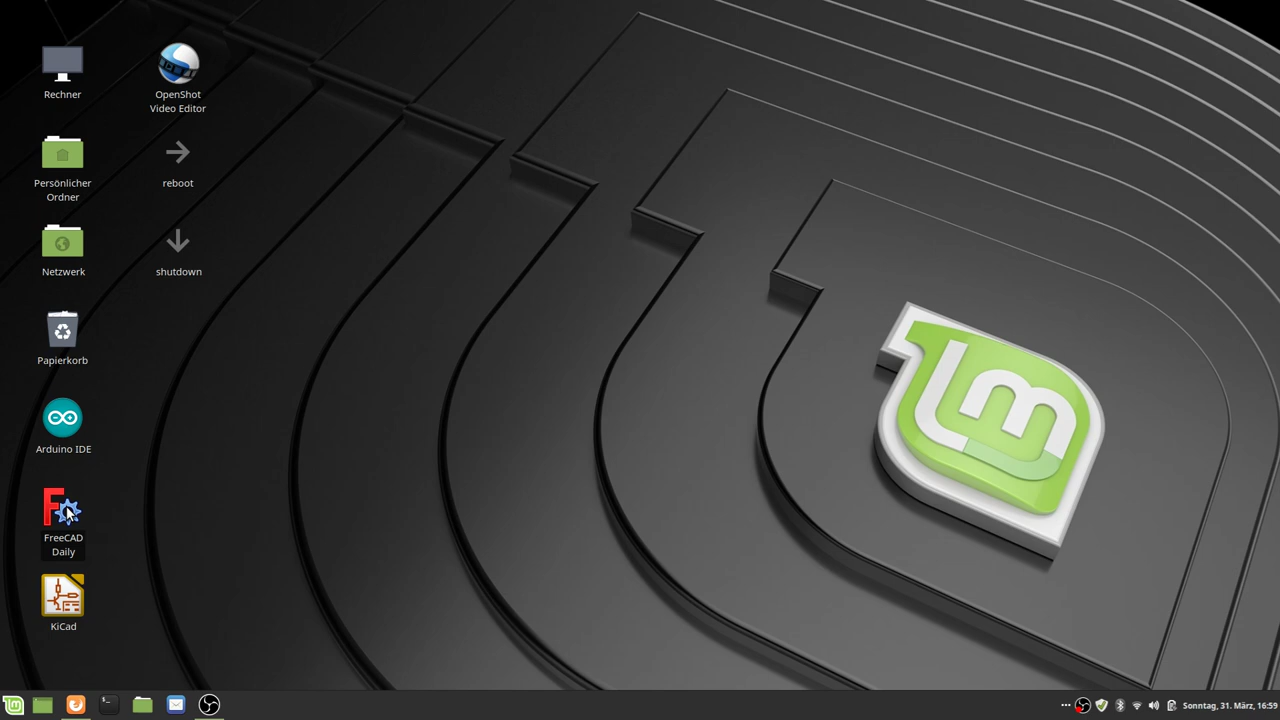 Rechner
OpenShot
Video Editor
Persönlicher
Ordner
reboot
Netzwerk
shutdown
Papierkorb
Arduino IDE
FreeCAD
Daily
KiCad
Sonntag, 31. März, 16:59